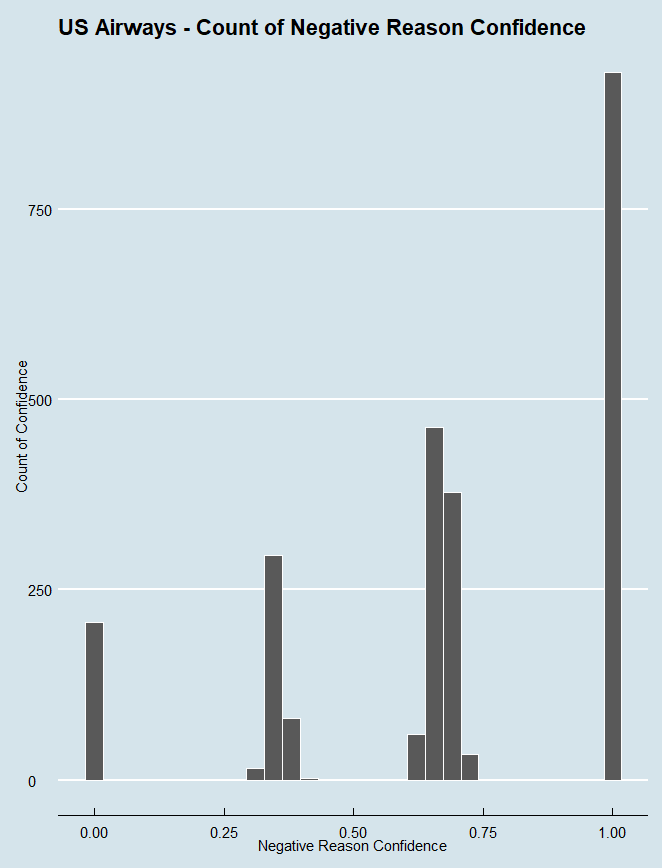 US Airways - Count of Negative Reason Confidence
Count of Confidence
750
500
250
0
0.00 0.25 0.50 0.75 1.00
Negative Reason Confidence